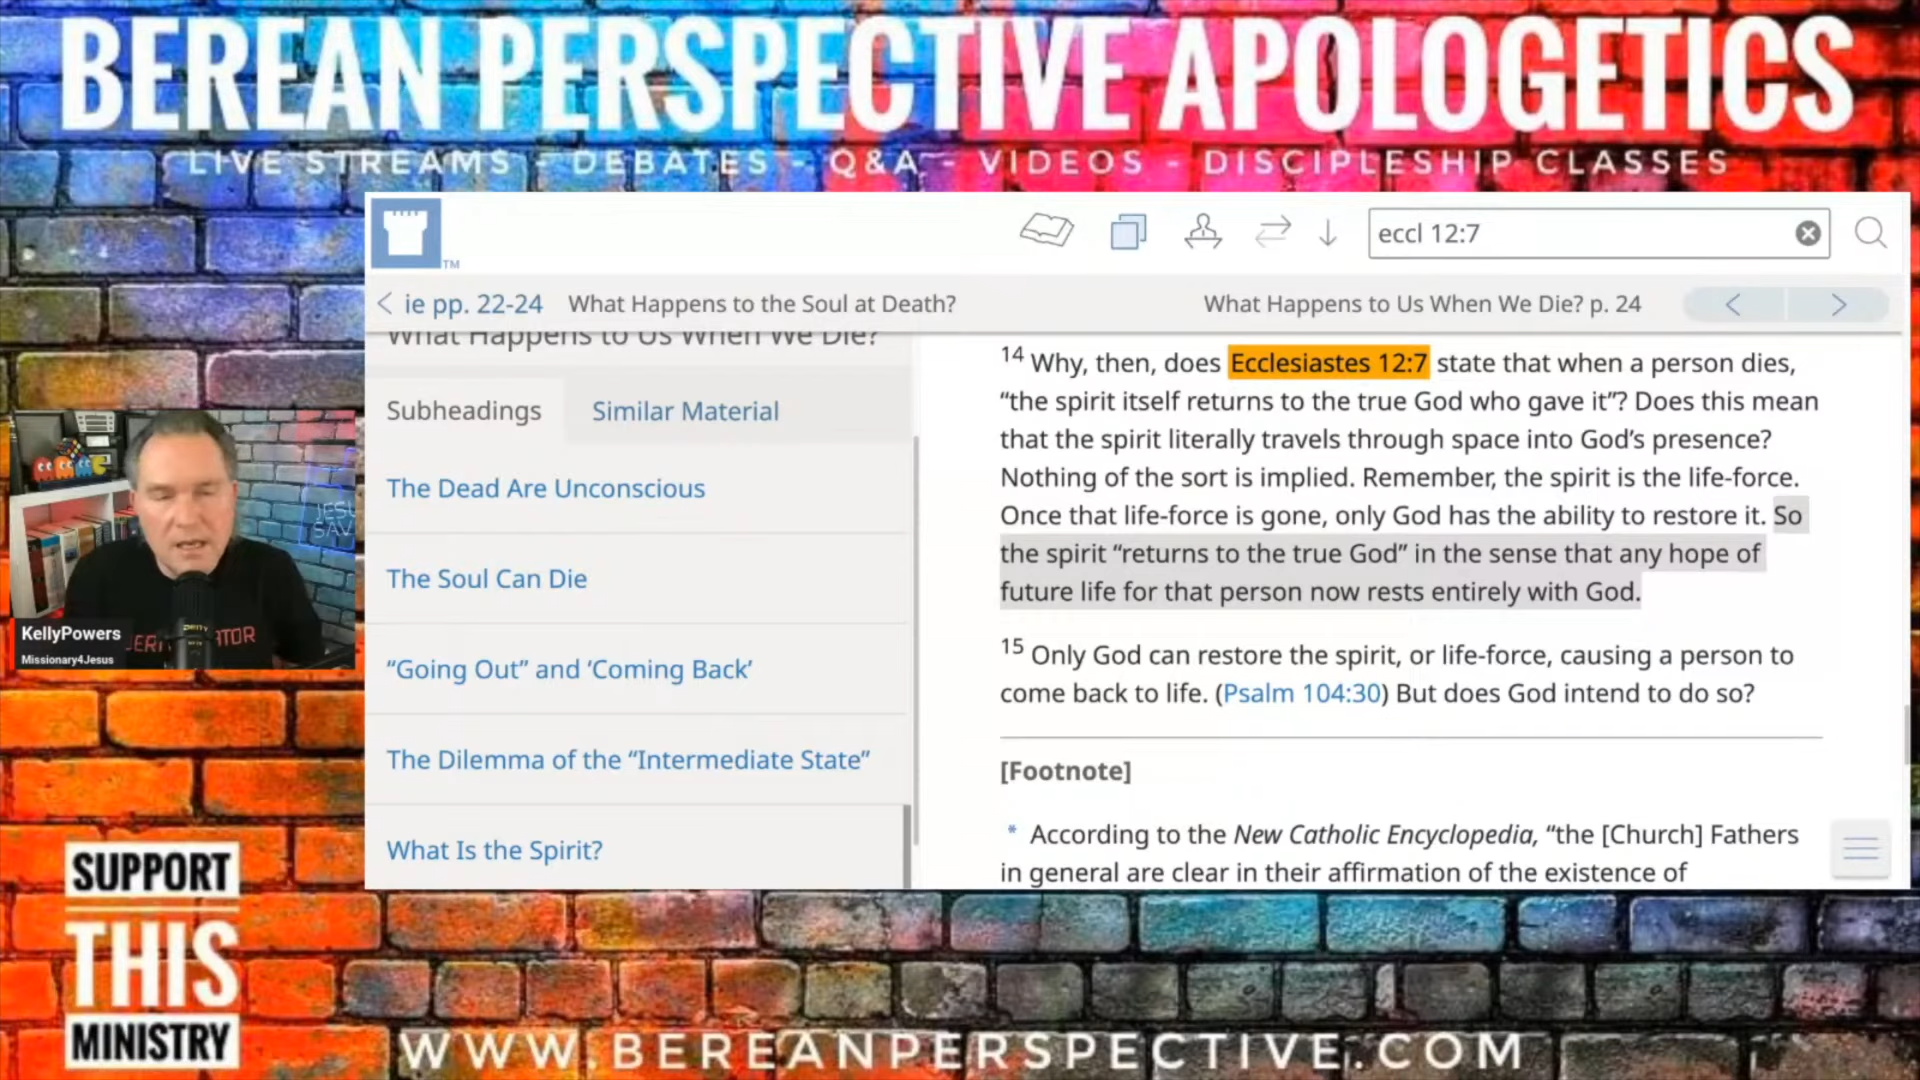 BEREAN PERSPECTIVE APOLOGETICS
LIVE STREAMS - DEBATES - Q&A - VIDEOS - DISCIPLESHIP CLASSES
TM
eccl 12:7
ie pp. 22-24 What Happens to the Soul at Death?
What Happens to Us When We Die? p. 24
What Happens to Us When We Die?
Subheadings
Similar Material
The Dead Are Unconscious
The Soul Can Die
“Going Out” and ‘Coming Back’
The Dilemma of the “Intermediate State”
What Is the Spirit?
14 Why, then, does Ecclesiastes 12:7 state that when a person dies,
“the spirit itself returns to the true God who gave it”? Does this mean
that the spirit literally travels through space into God’s presence?
Nothing of the sort is implied. Remember, the spirit is the life-force.
Once that life-force is gone, only God has the ability to restore it. So
the spirit “returns to the true God” in the sense that any hope of
future life for that person now rests entirely with God.
15 Only God can restore the spirit, or life-force, causing a person to
come back to life. (Psalm 104:30) But does God intend to do so?
[Footnote]
* According to the New Catholic Encyclopedia, “the [Church] Fathers
in general are clear in their affirmation of the existence of
JESU
SAV
KellyPowers
Missionary4Jesus
SUPPORT
THIS
MINISTRY
WWW.BEREANPERSPECTIVE.COM